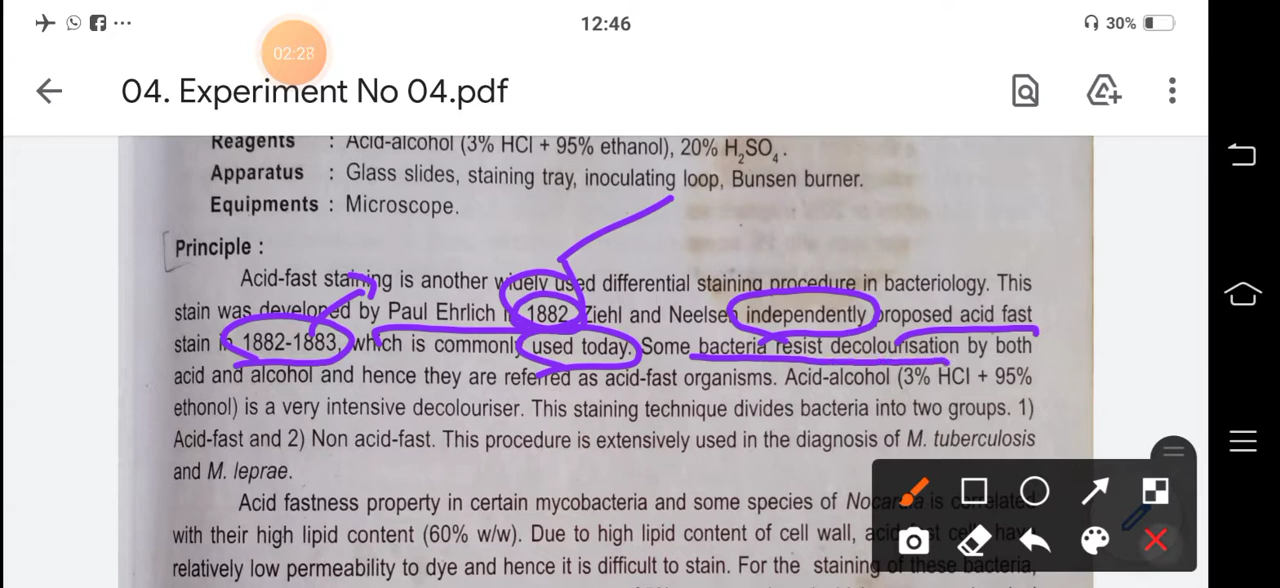 12:46
30%
02:28
04. Experiment No 04.pdf
Reagents : Acid-alcohol (3% HCl + 95% ethanol), 20% H₂SO₄.
Apparatus : Glass slides, staining tray, inoculating loop, Bunsen burner.
Equipments : Microscope.
Principle :
Acid-fast staining is another widely used differential staining procedure in bacteriology. This
stain was developed by Paul Ehrlich in 1882. Ziehl and Neelsen independently proposed acid fast
stain in 1882-1883, which is commonly used today. Some bacteria resist decolourisation by both
acid and alcohol and hence they are referred as acid-fast organisms. Acid-alcohol (3% HCl + 95%
ethonol) is a very intensive decolouriser. This staining technique divides bacteria into two groups. 1)
Acid-fast and 2) Non acid-fast. This procedure is extensively used in the diagnosis of M. tuberculosis
and M. leprae.
Acid fastness property in certain mycobacteria and some species of Nocardia is correlated
with their high lipid content (60% w/w). Due to high lipid content of cell wall, acid fast cells have
relatively low permeability to dye and hence it is difficult to stain. For the staining of these bacteria,